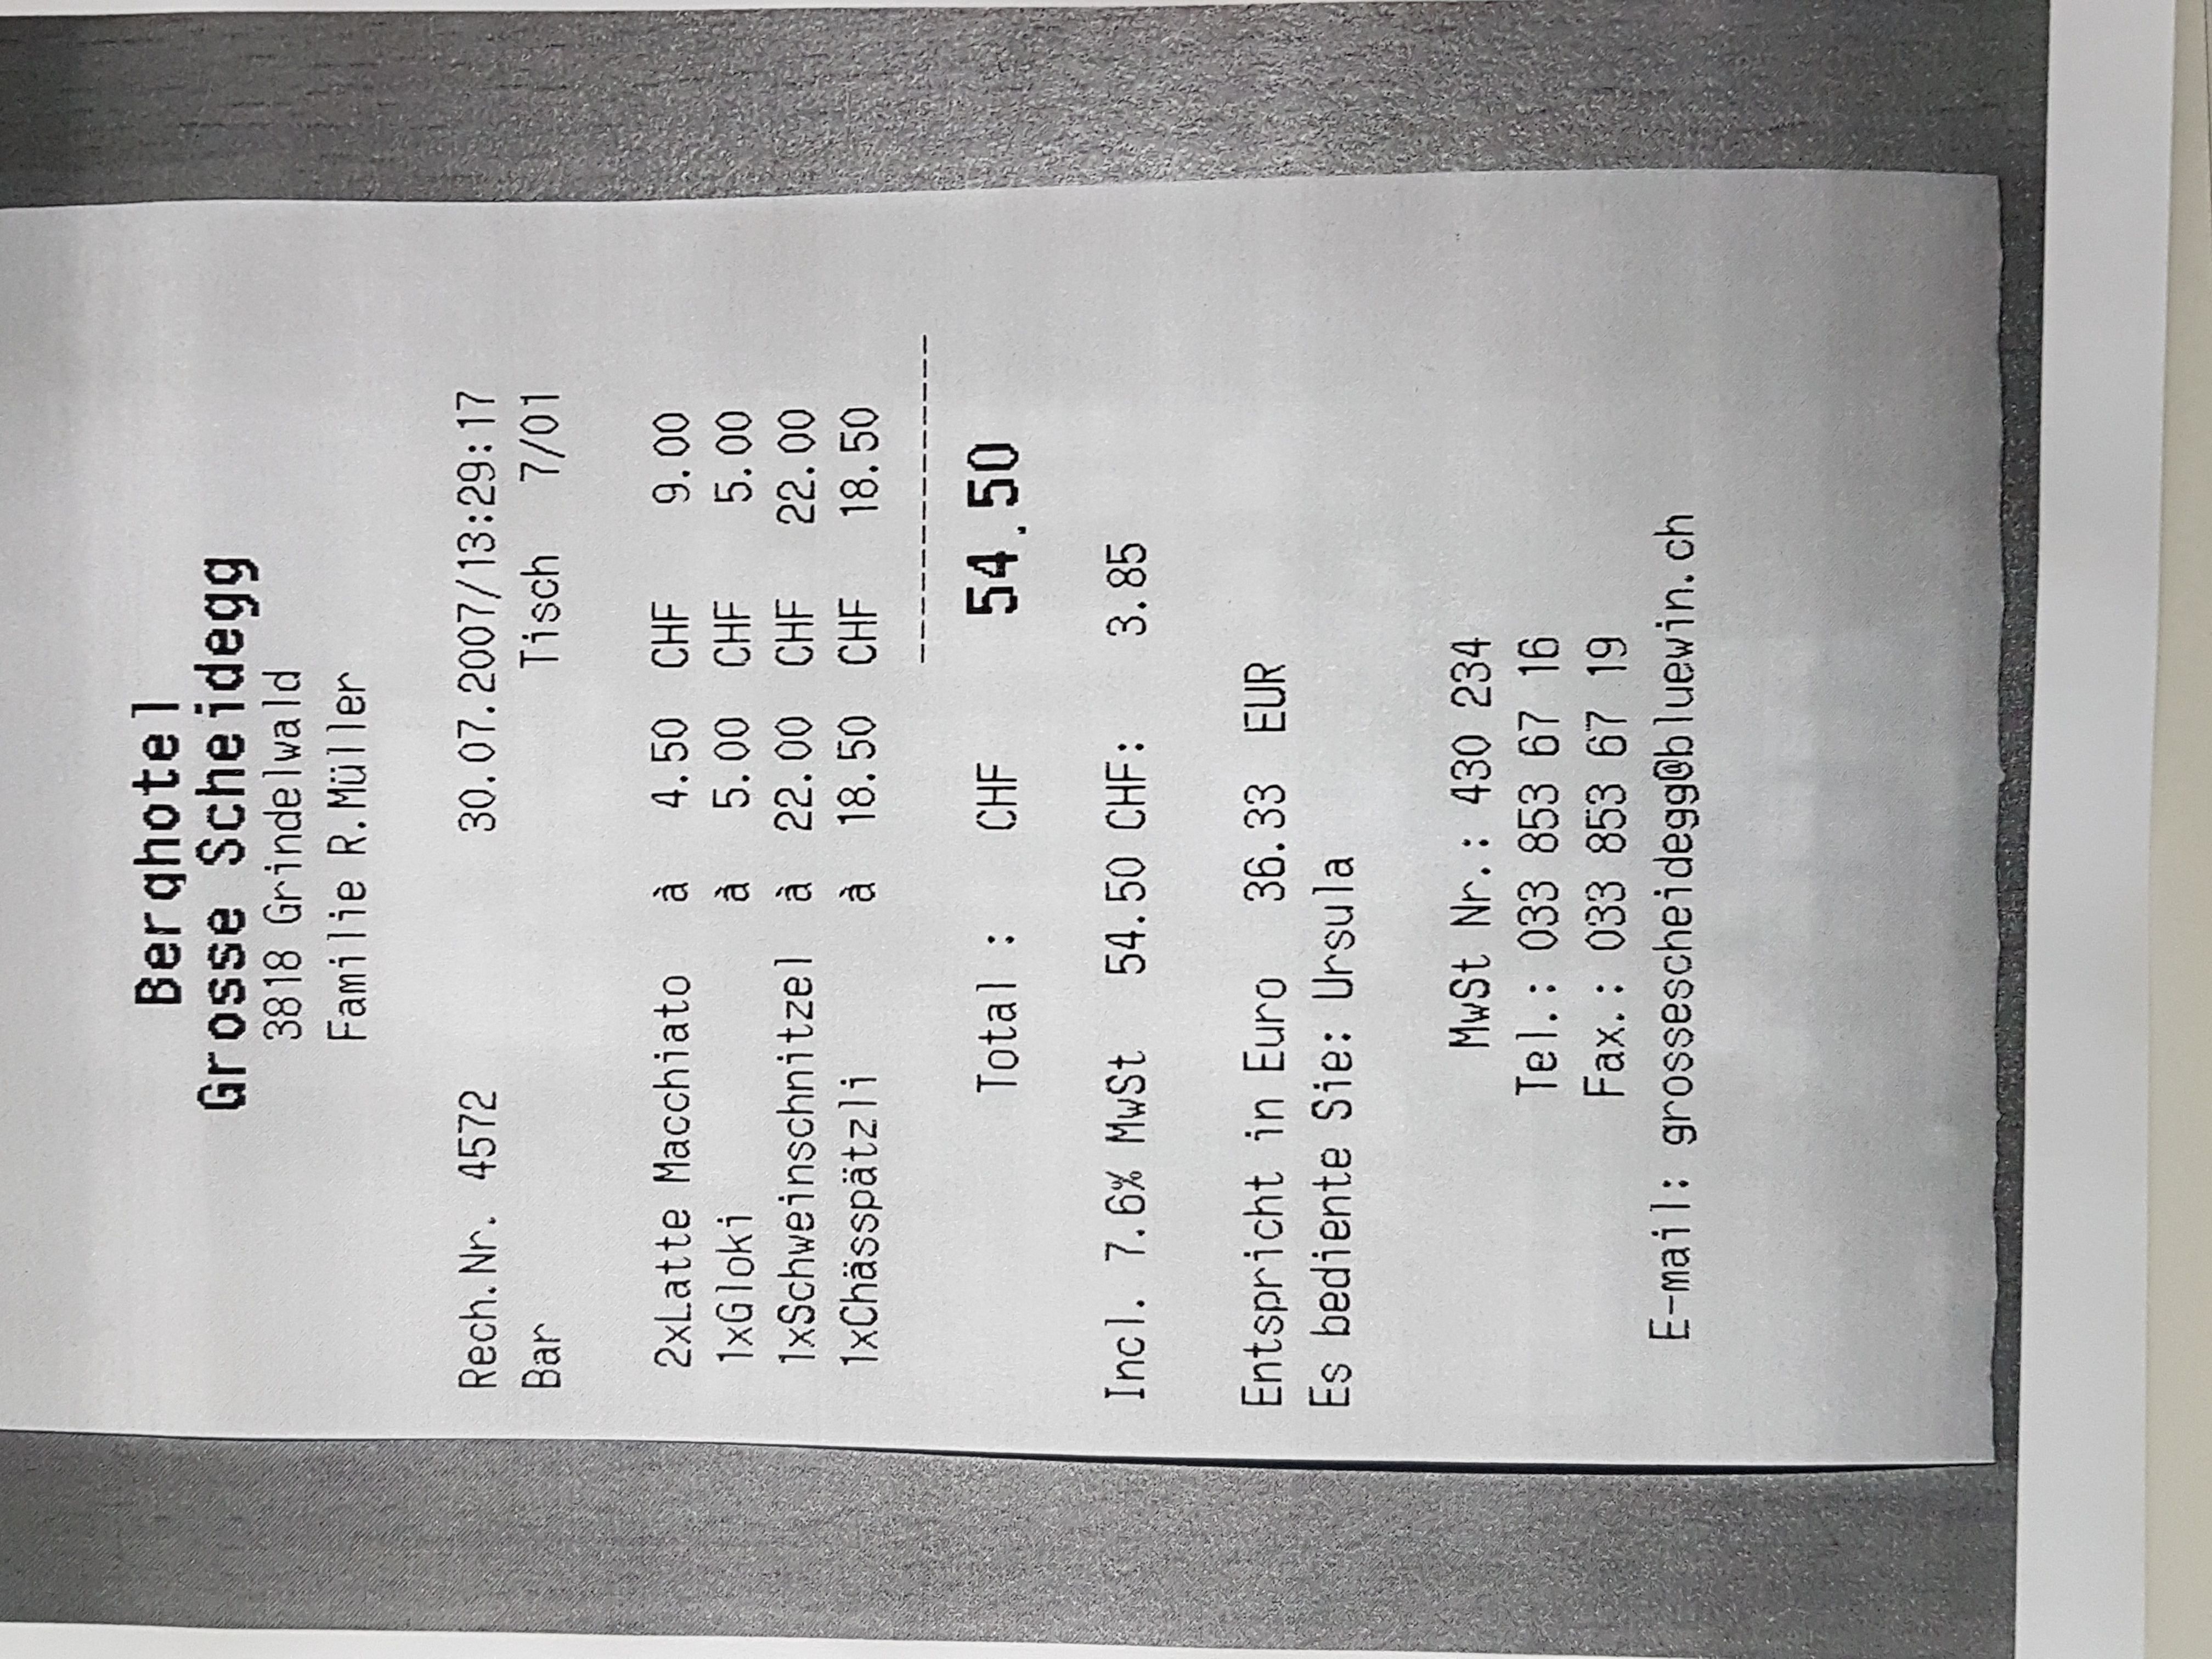 Berghotel
Grosse Scheidegg
3818 Grindelwald
Familie R.Müller
Rech.Nr. 4572 30.07.2007/13:29:17
Bar Tisch 7/01
2xLatte Macchiato à 4.50 CHF 9.00
1xGloki à 5.00 CHF 5.00
1xSchweinschnitzel à 22.00 CHF 22.00
1xChässpätzli à 18.50 CHF 18.50
--------------
Total : CHF 54.50
Incl. 7.6% MwSt 54.50 CHF: 3.85
Entspricht in Euro 36.33 EUR
Es bediente Sie: Ursula
MwSt Nr.: 430 234
Tel.: 033 853 67 16
Fax.: 033 853 67 19
E-mail: grossescheidegg@bluewin.ch